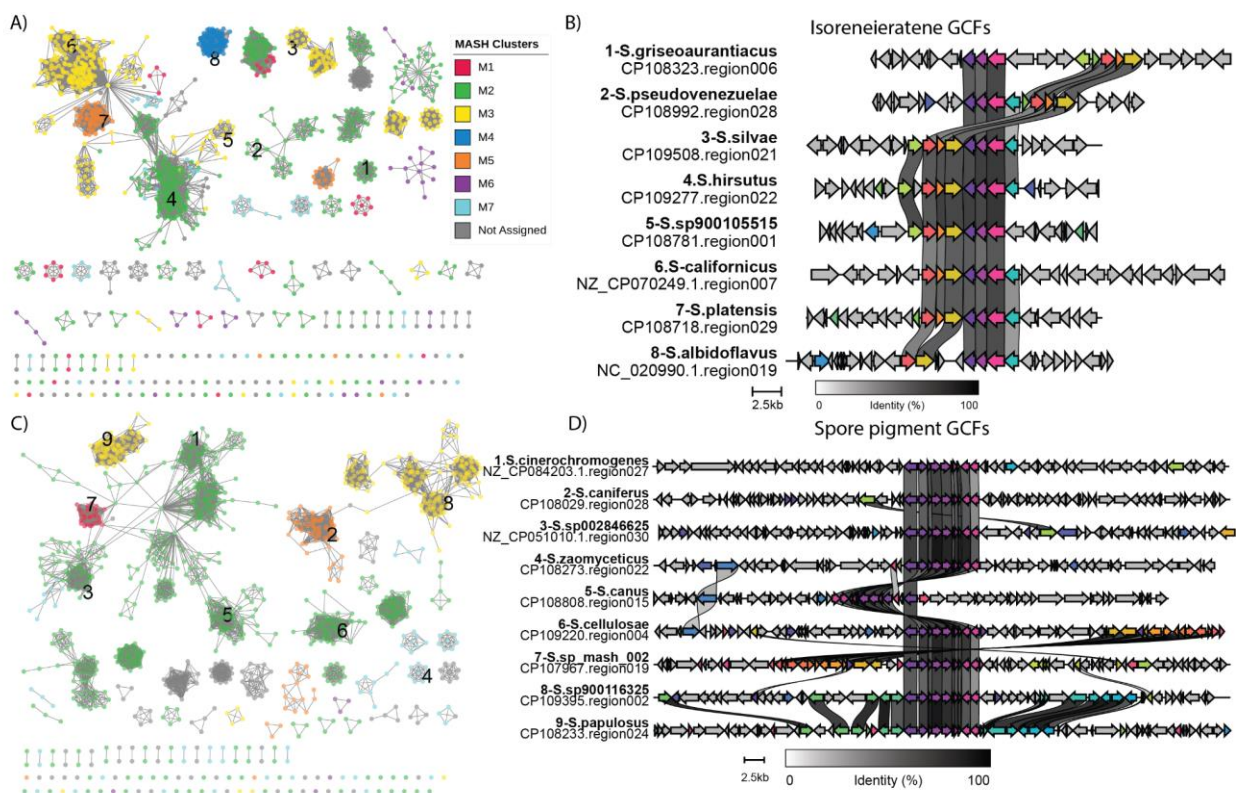 A)
6
8
3
7
5
2
1
4
MASH Clusters
M1
M2
M3
M4
M5
M6
M7
Not Assigned
B)
Isoreneieratene GCFs
1-S.griseoaurantiacus
CP108323.region006
2-S.pseudovenezuelae
CP108992.region028
3-S.silvae
CP109508.region021
4.S.hirsutus
CP109277.region022
5-S.sp900105515
CP108781.region001
6.S-californicus
NZ_CP070249.1.region007
7-S.platensis
CP108718.region029
8-S.albidoflavus
NC_020990.1.region019
2.5kb
0 Identity (%) 100
C)
9
1
7
8
2
3
5
6
4
D)
Spore pigment GCFs
1.S.cinerochromogenes
NZ_CP084203.1.region027
2-S.caniferus
CP108029.region028
3-S.sp002846625
NZ_CP051010.1.region030
4-S.zaomyceticus
CP108273.region022
5-S.canus
CP108808.region015
6-S.cellulosae
CP109220.region004
7-S.sp_mash_002
CP107967.region019
8-S.sp900116325
CP109395.region002
9-S.papulosus
CP108233.region024
2.5kb
0 Identity (%) 100